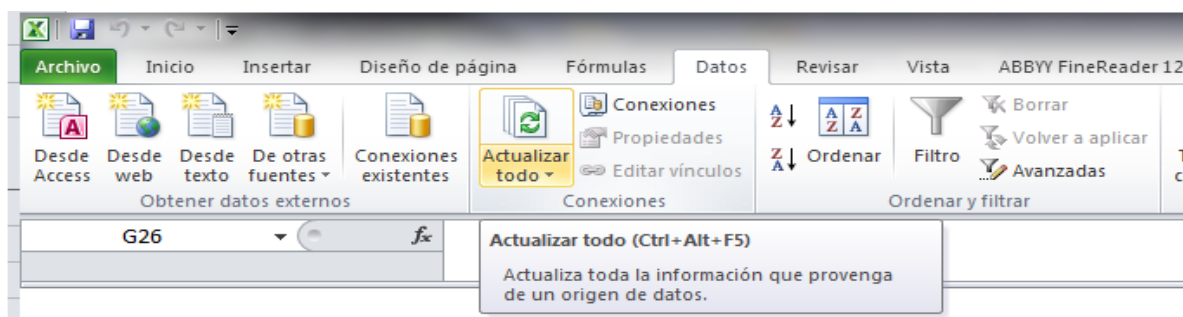 Archivo Inicio Insertar Diseño de página Fórmulas Datos Revisar Vista ABBYY FineReader 12
Desde Access
Desde web
Desde texto
De otras fuentes
Conexiones existentes
Obtener datos externos
Actualizar todo
Conexiones
Propiedades
Editar vínculos
Conexiones
Ordenar
Filtro
Borrar
Volver a aplicar
Avanzadas
Ordenar y filtrar
G26 fx
Actualizar todo (Ctrl+Alt+F5)
Actualiza toda la información que provenga
de un origen de datos.